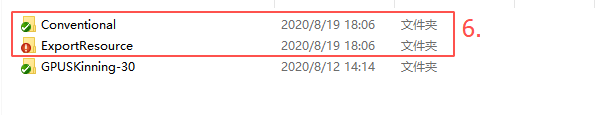 Conventional 2020/8/19 18:06 文件夹
6.
ExportResource 2020/8/19 18:06 文件夹
GPUSKinning-30 2020/8/12 14:14 文件夹